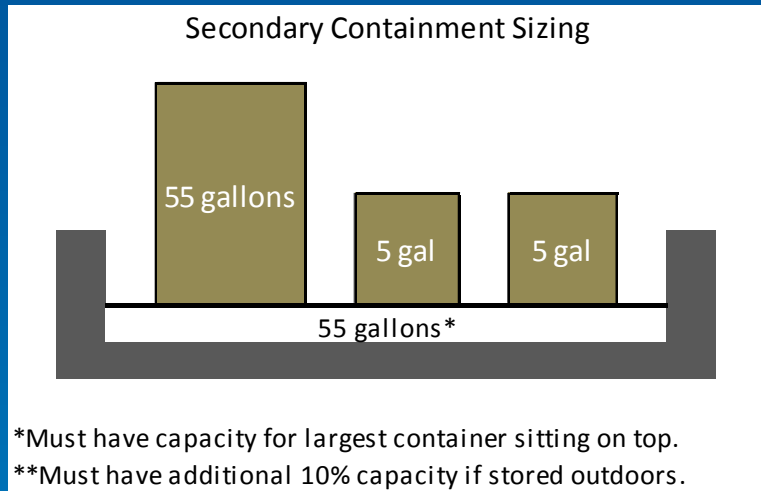 Secondary Containment Sizing
55 gallons
5 gal
5 gal
55 gallons*
*Must have capacity for largest container sitting on top.
**Must have additional 10% capacity if stored outdoors.